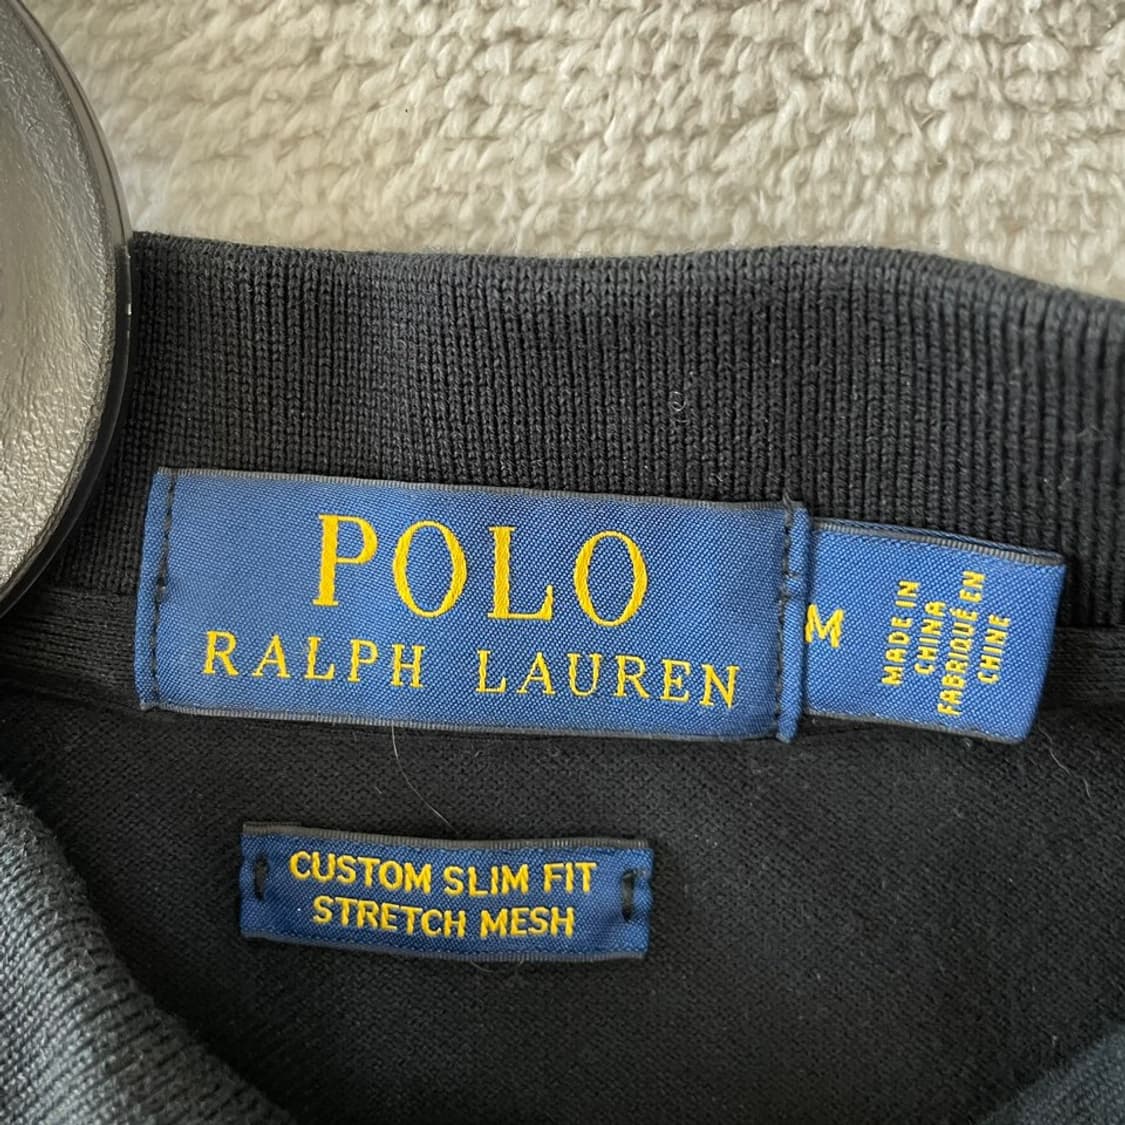 POLO
RALPH LAUREN
M
MADE IN
CHINA
FABRIQUÉ EN
CHINE
CUSTOM SLIM FIT
STRETCH MESH